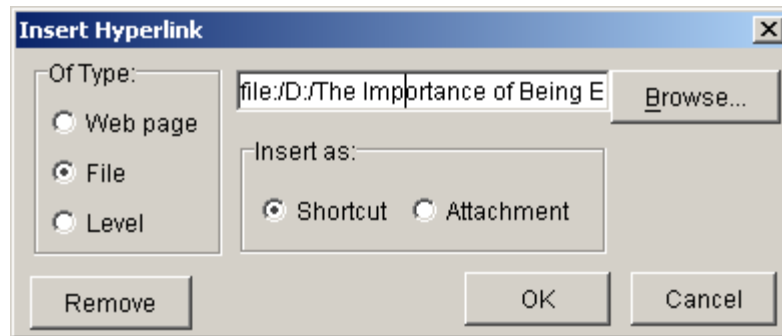 Insert Hyperlink
Of Type:
Web page
File
Level
file:/D:/The Importance of Being E
Browse...
Insert as:
Shortcut
Attachment
Remove
OK
Cancel